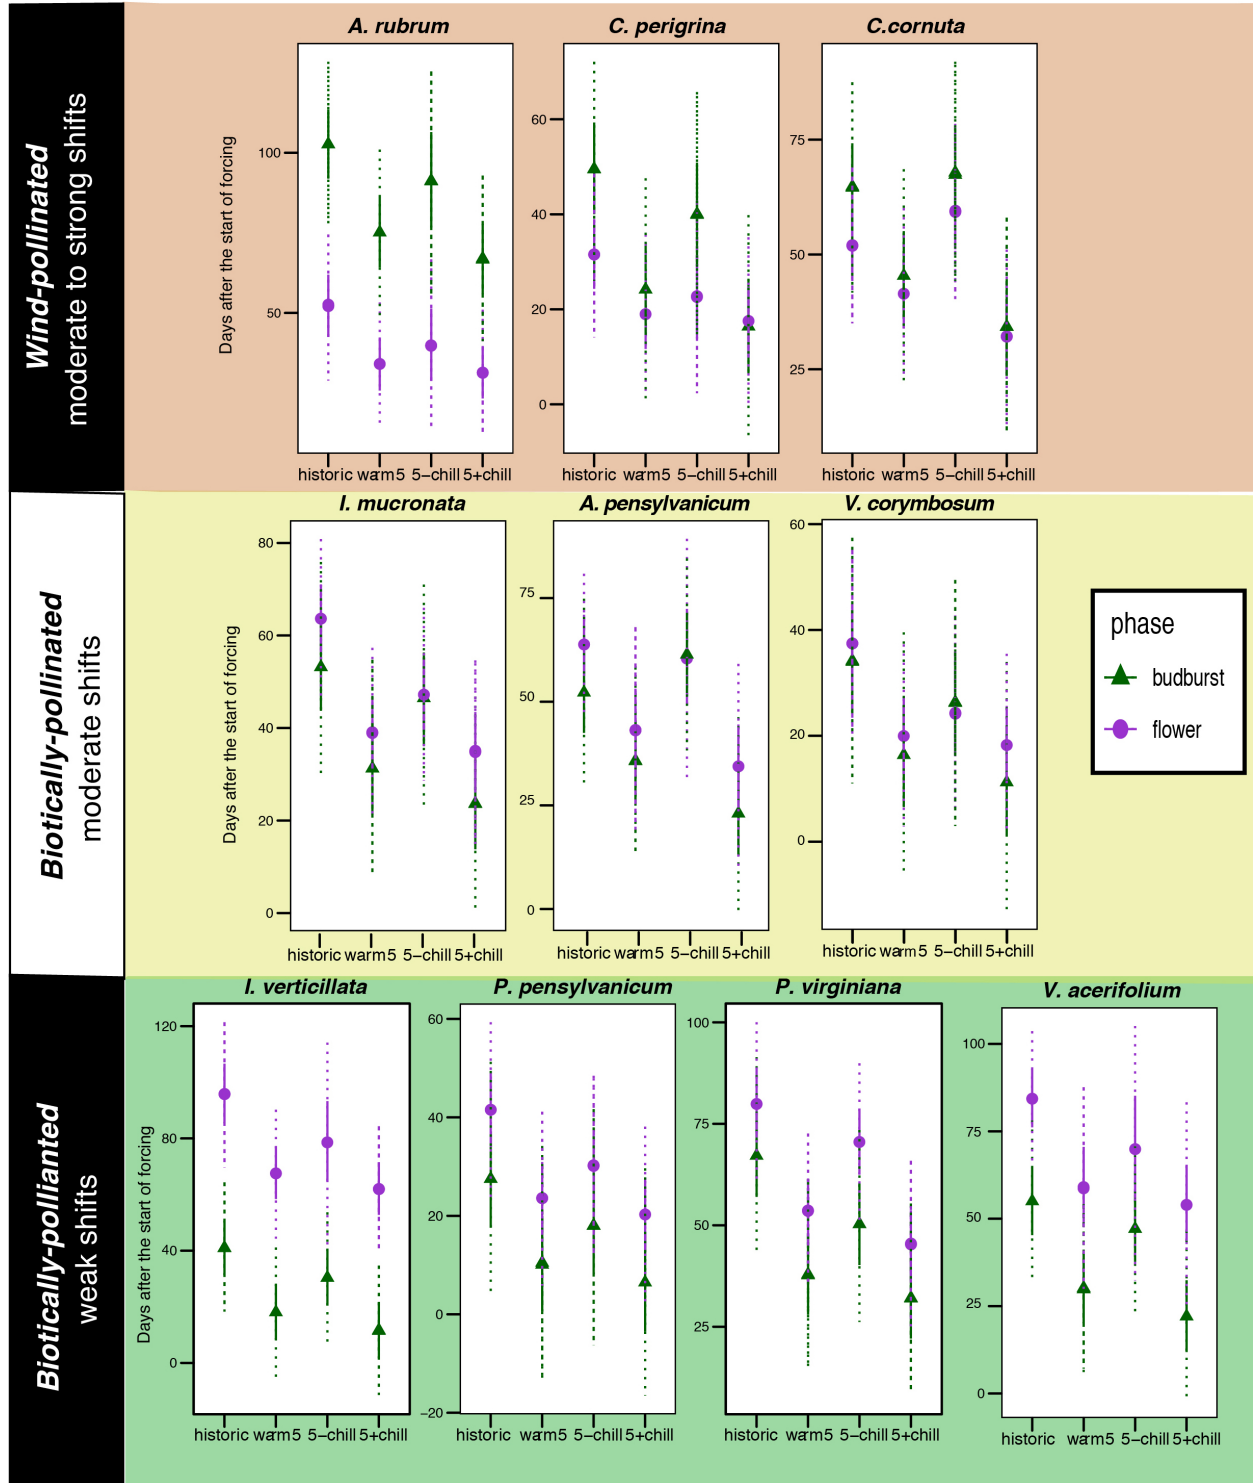 Wind-pollinated
moderate to strong shifts
A. rubrum
C. perigrina
C.cornuta
Days after the start of forcing
100
50
60
40
20
0
75
50
25
historic warm5 5−chill 5+chill
historic warm5 5−chill 5+chill
historic warm5 5−chill 5+chill
Biotically-pollinated
moderate shifts
I. mucronata
A. pensylvanicum
V. corymbosum
Days after the start of forcing
80
60
40
20
0
75
50
25
0
60
40
20
0
historic warm5 5−chill 5+chill
historic warm5 5−chill 5+chill
historic warm5 5−chill 5+chill
phase
budburst
flower
Biotically-pollianted
weak shifts
I. verticillata
P. pensylvanicum
P. virginiana
V. acerifolium
Days after the start of forcing
120
80
40
0
60
40
20
0
−20
100
75
50
25
100
75
50
25
0
historic warm5 5−chill 5+chill
historic warm5 5−chill 5+chill
historic warm5 5−chill 5+chill
historic warm5 5−chill 5+chill